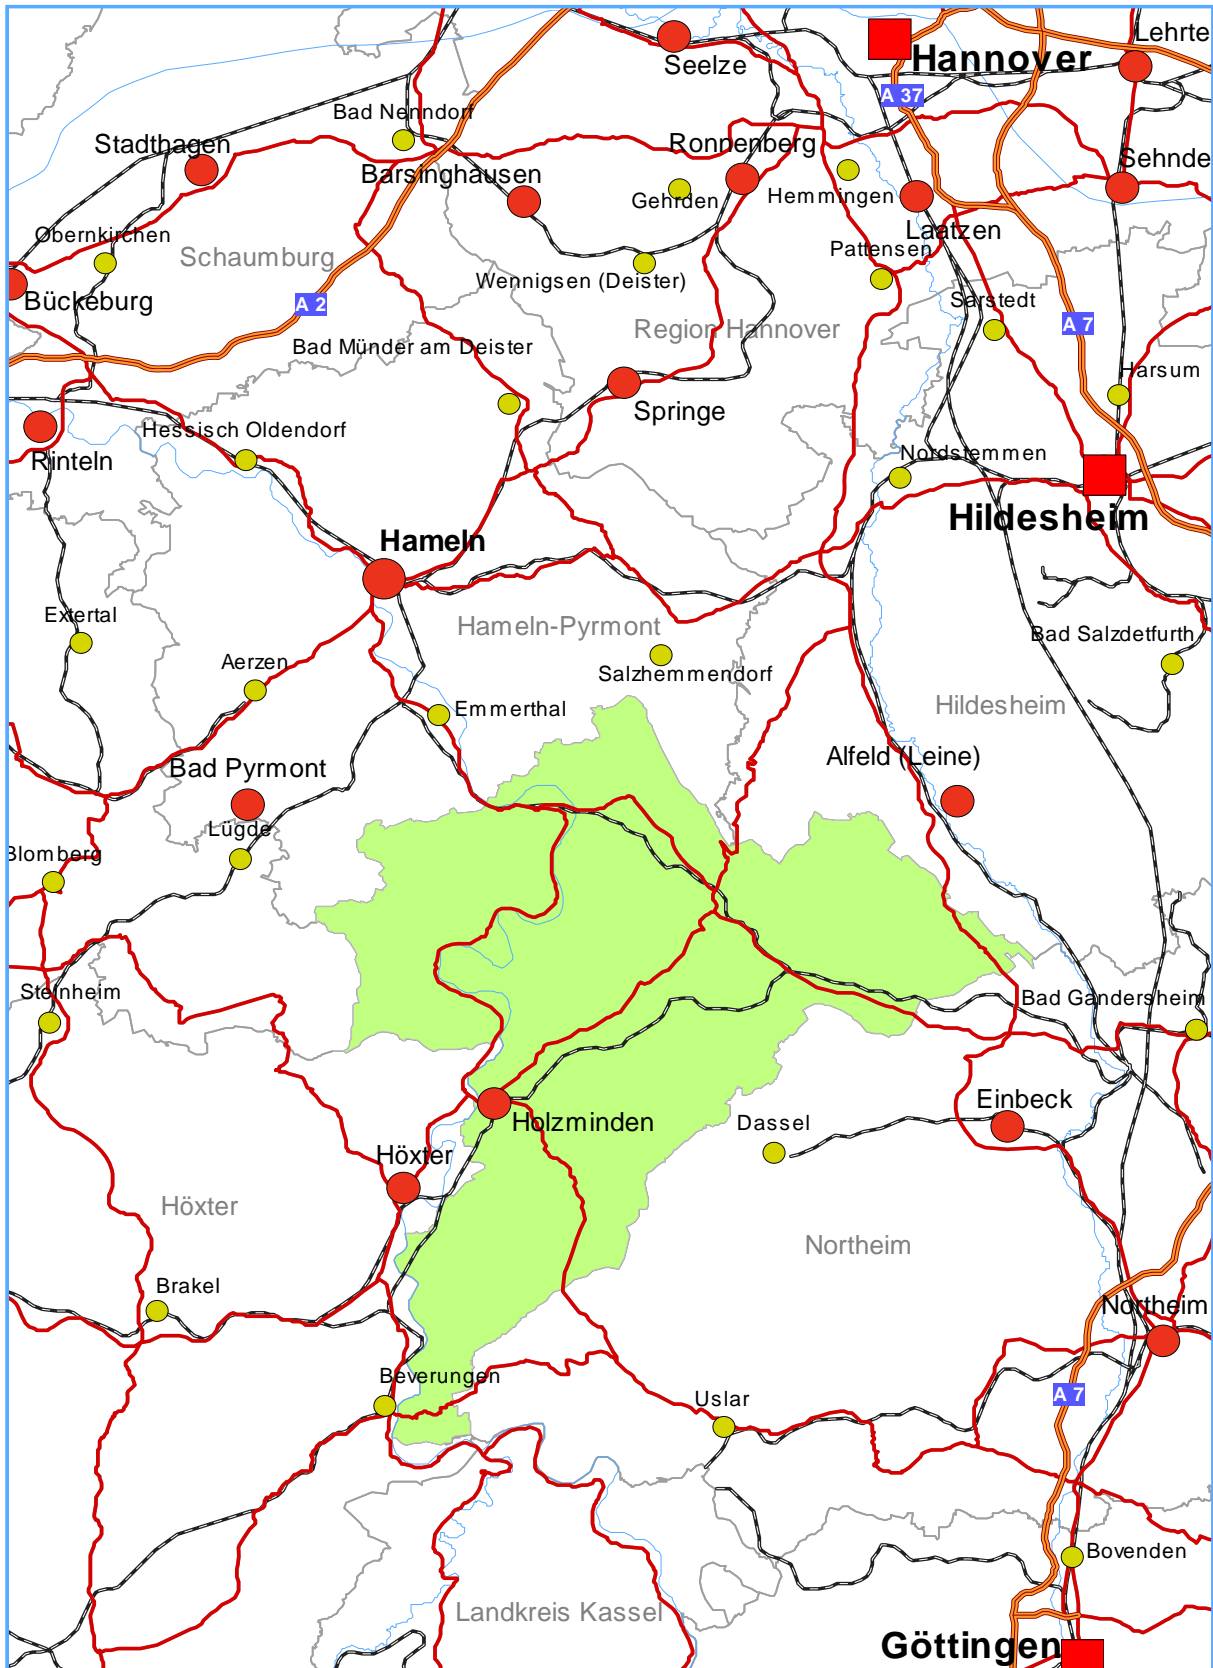 Lehrte
Hannover
Seelze
A 37
Bad Nenndorf
Stadthagen
Ronnenberg
Sehnde
Barsinghausen
Gehrden
Hemmingen
Laatzen
Obernkirchen
Schaumburg
Pattensen
Wennigsen (Deister)
Bückeburg
A 2
Sarstedt
A 7
Region Hannover
Bad Münder am Deister
Harsum
Springe
Hessisch Oldendorf
Rinteln
Nordstemmen
Hildesheim
Hameln
Extertal
Hameln-Pyrmont
Bad Salzdetfurth
Aerzen
Salzhemmendorf
Emmerthal
Hildesheim
Alfeld (Leine)
Bad Pyrmont
Lügde
Blomberg
Steinheim
Bad Gandersheim
Einbeck
Holzminden
Dassel
Höxter
Höxter
Northeim
Brakel
Northeim
Beverungen
Uslar
A 7
Bovenden
Landkreis Kassel
Göttingen